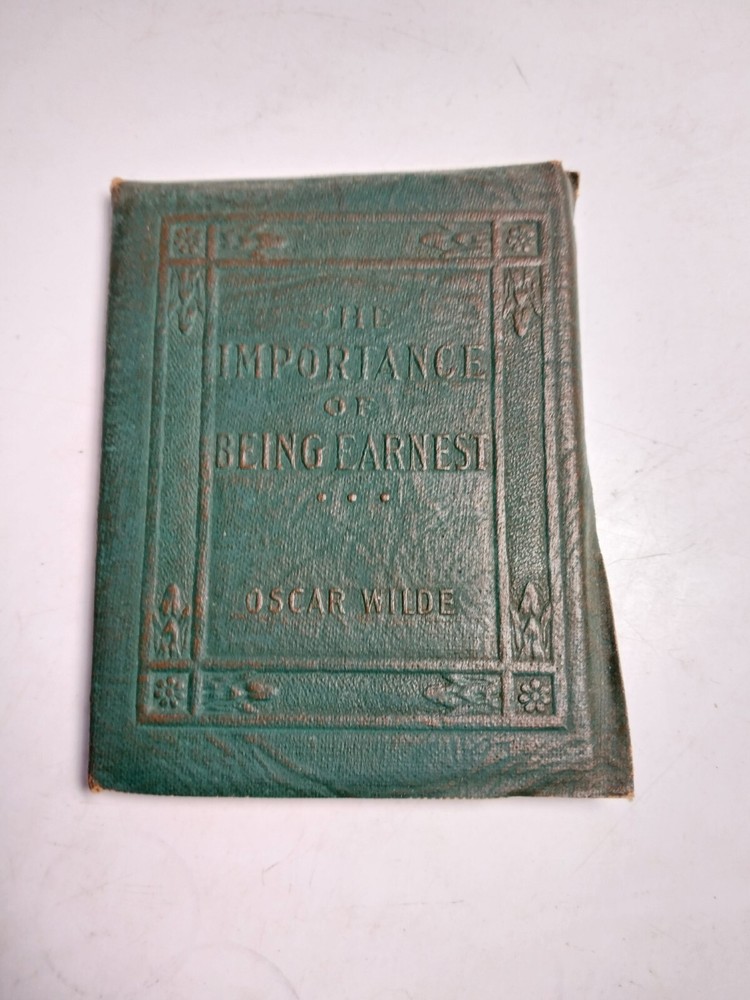 THE
IMPORTANCE
OF
BEING EARNEST
OSCAR WILDE